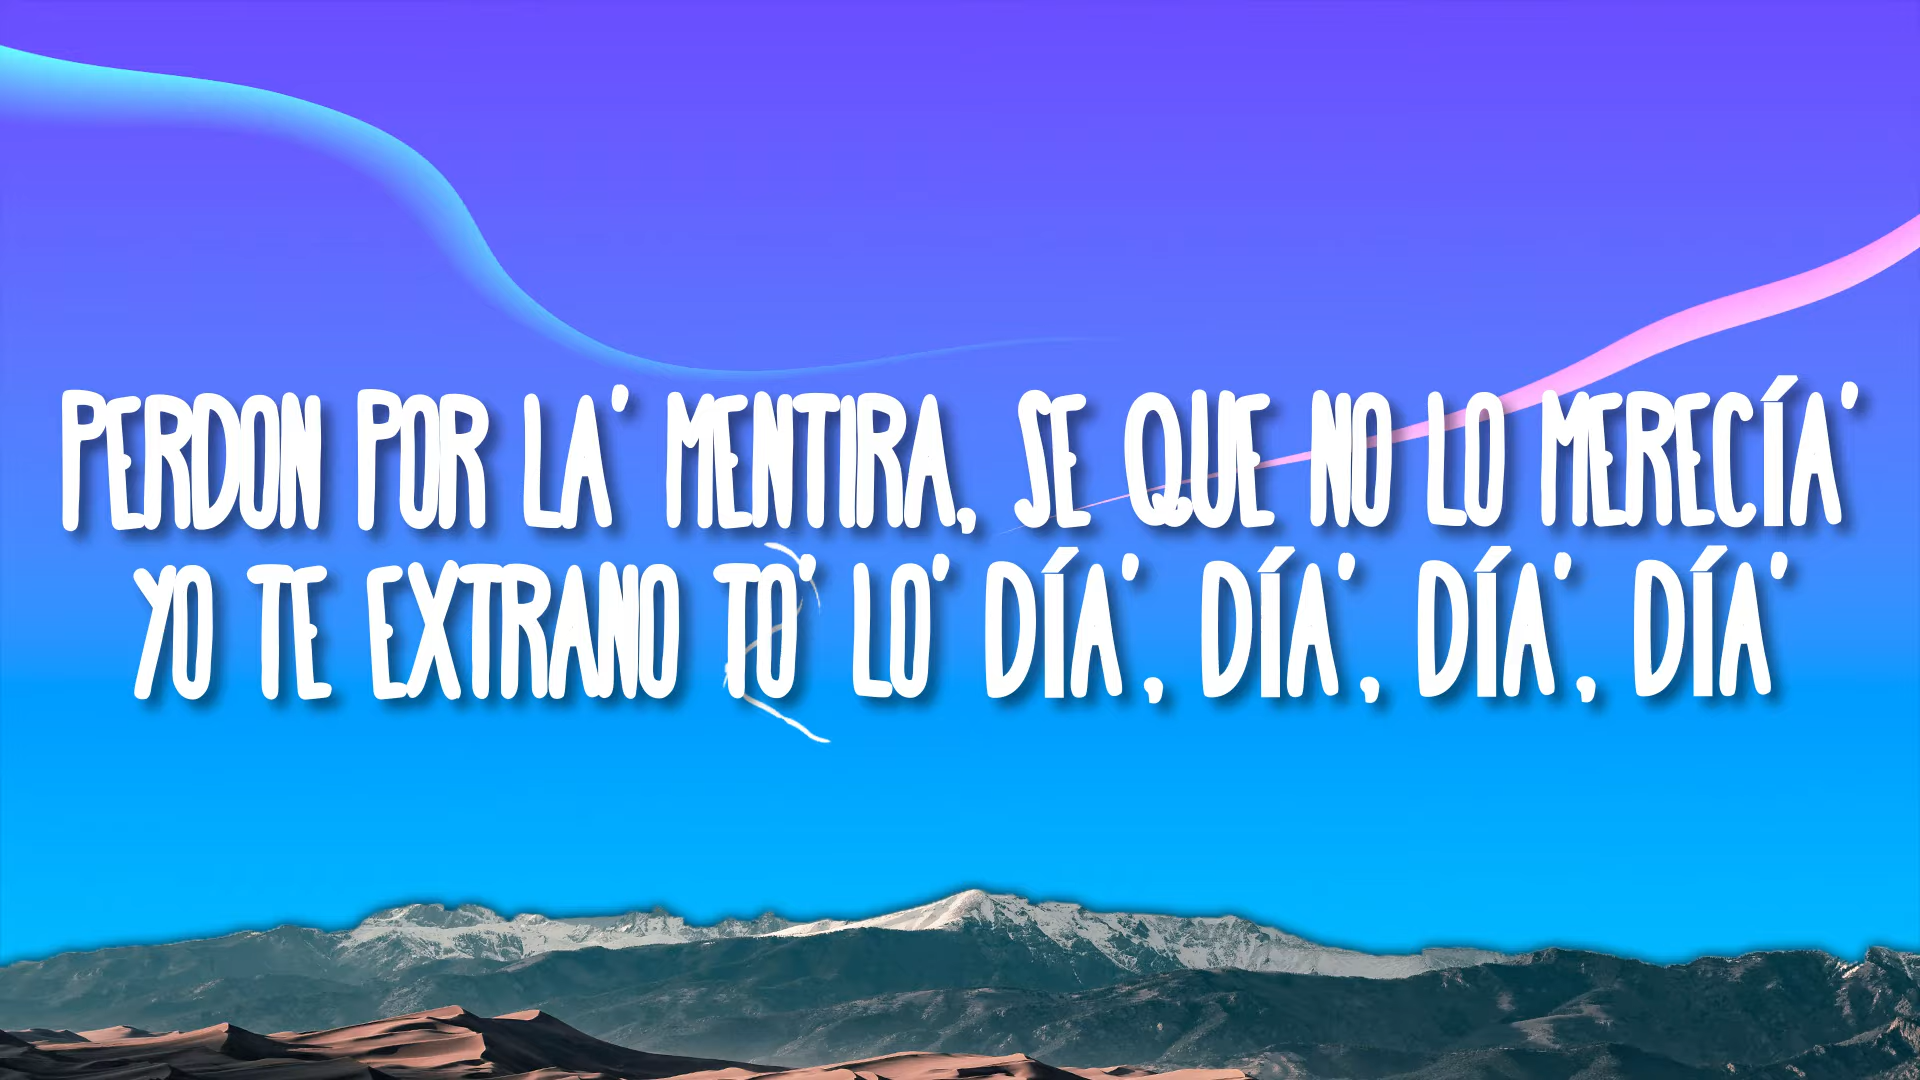 PERDON POR LA' MENTIRA, SE QUE NO LO MERECÍA'
YO TE EXTRANO TO' LO' DÍA', DÍA', DÍA', DÍA'